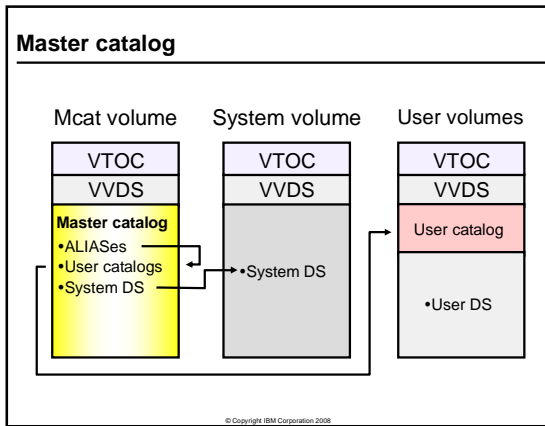 Master catalog
Mcat volume
System volume
User volumes
VTOC
VVDS
Master catalog
•ALIASes
•User catalogs
•System DS
VTOC
VVDS
•System DS
VTOC
VVDS
User catalog
•User DS
© Copyright IBM Corporation 2008